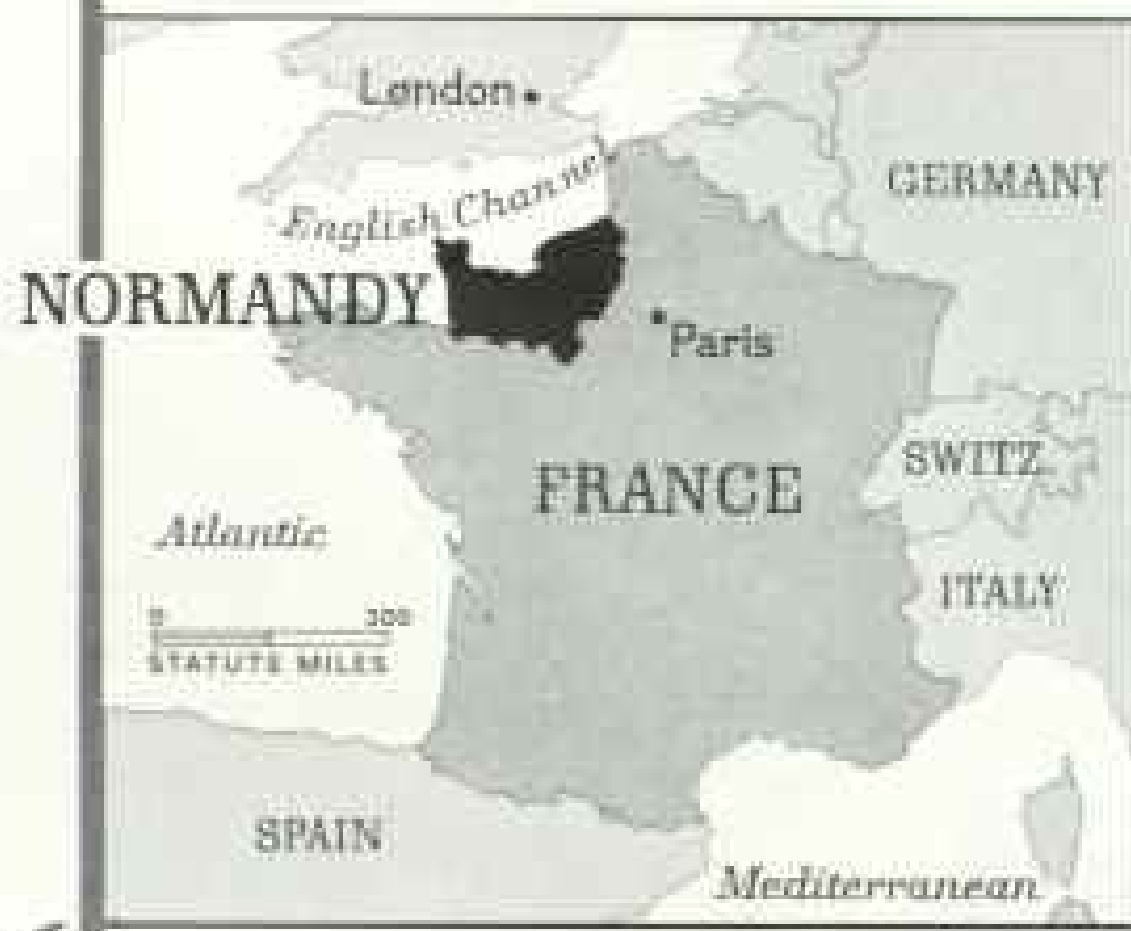 London
English Channel
GERMANY
NORMANDY
Paris
SWITZ.
FRANCE
Atlantic
ITALY
0 300
STATUTE MILES
SPAIN
Mediterranean